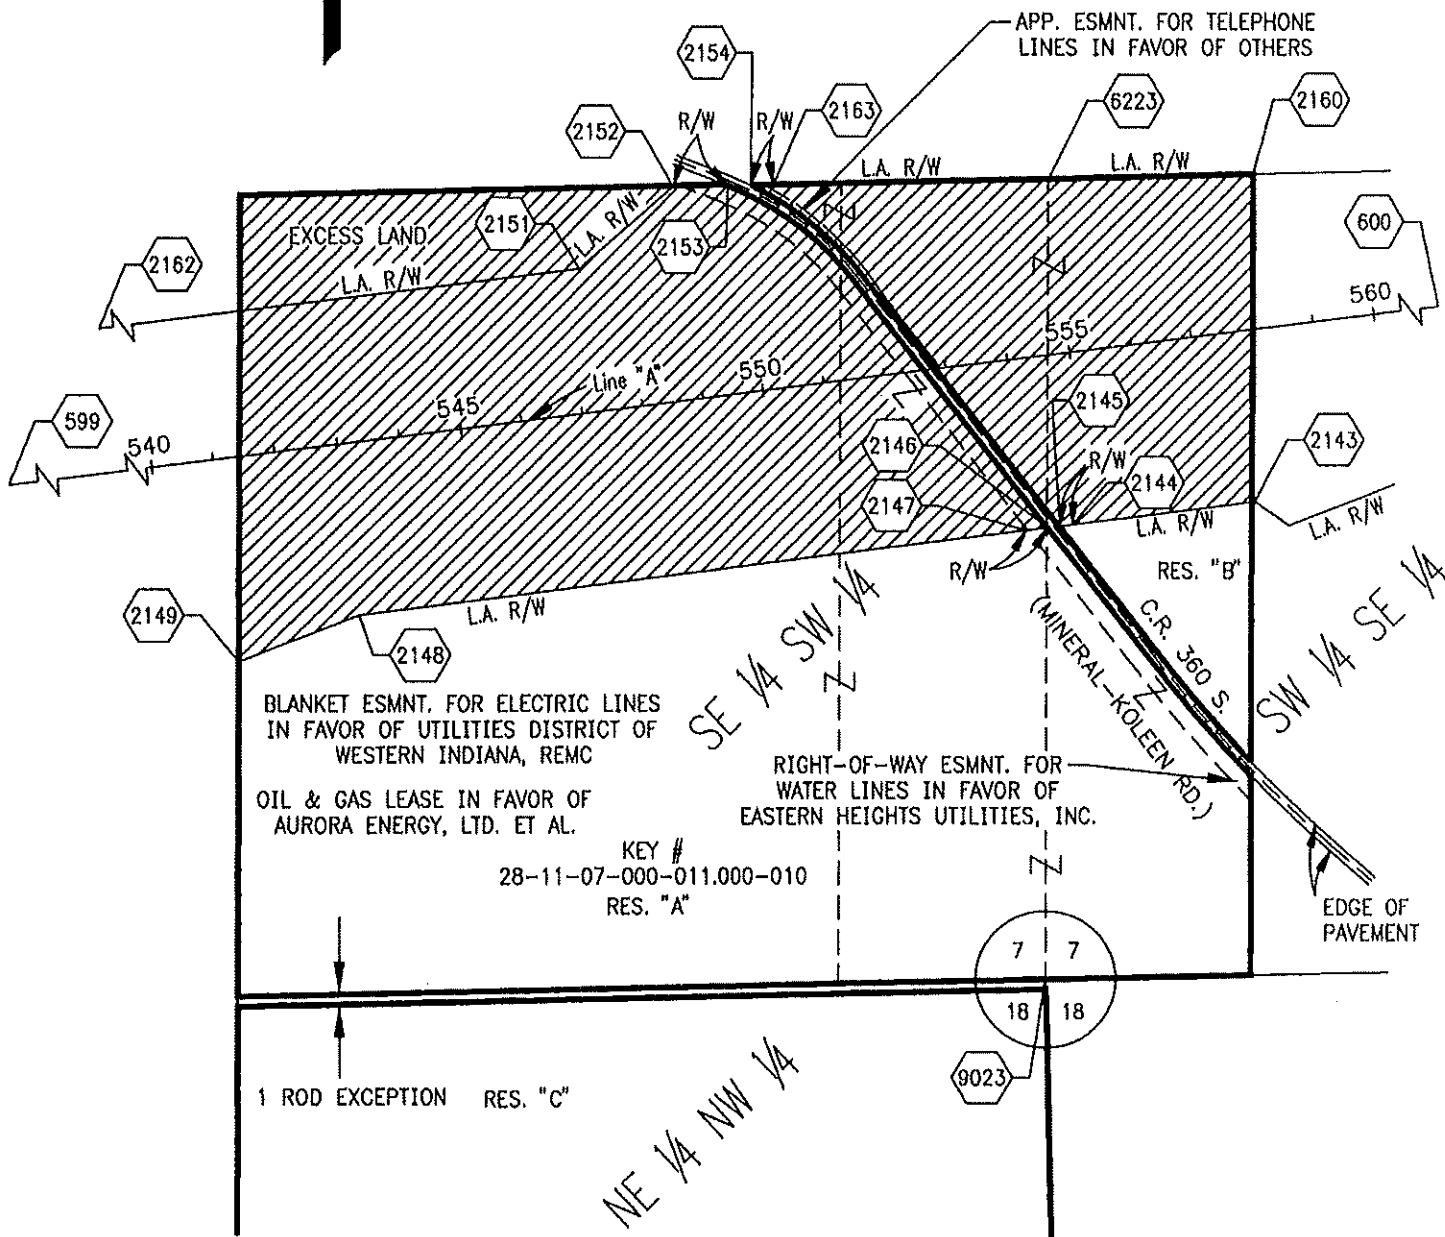 APP. ESMNT. FOR TELEPHONE
LINES IN FAVOR OF OTHERS
2154
2152
R/W
R/W
2163
6223
2160
L.A. R/W
L.A. R/W
EXCESS LAND
2151
L.A. R/W
2153
600
2162
L.A. R/W
560
555
550
Line "A"
545
540
599
2145
2146
2143
R/W
2144
2147
L.A. R/W
L.A. R/W
R/W
RES. "B"
2149
L.A. R/W
2148
BLANKET ESMNT. FOR ELECTRIC LINES
IN FAVOR OF UTILITIES DISTRICT OF
WESTERN INDIANA, REMC
SE 1/4 SW 1/4
(MINERAL-KOLEEN RD.)
C.R. 360 S.
SW 1/4 SE 1/4
OIL & GAS LEASE IN FAVOR OF
AURORA ENERGY, LTD. ET AL.
RIGHT-OF-WAY ESMNT. FOR
WATER LINES IN FAVOR OF
EASTERN HEIGHTS UTILITIES, INC.
KEY #
28-11-07-000-011.000-010
RES. "A"
EDGE OF
PAVEMENT
7 7
18 18
9023
1 ROD EXCEPTION RES. "C"
NE 1/4 NW 1/4